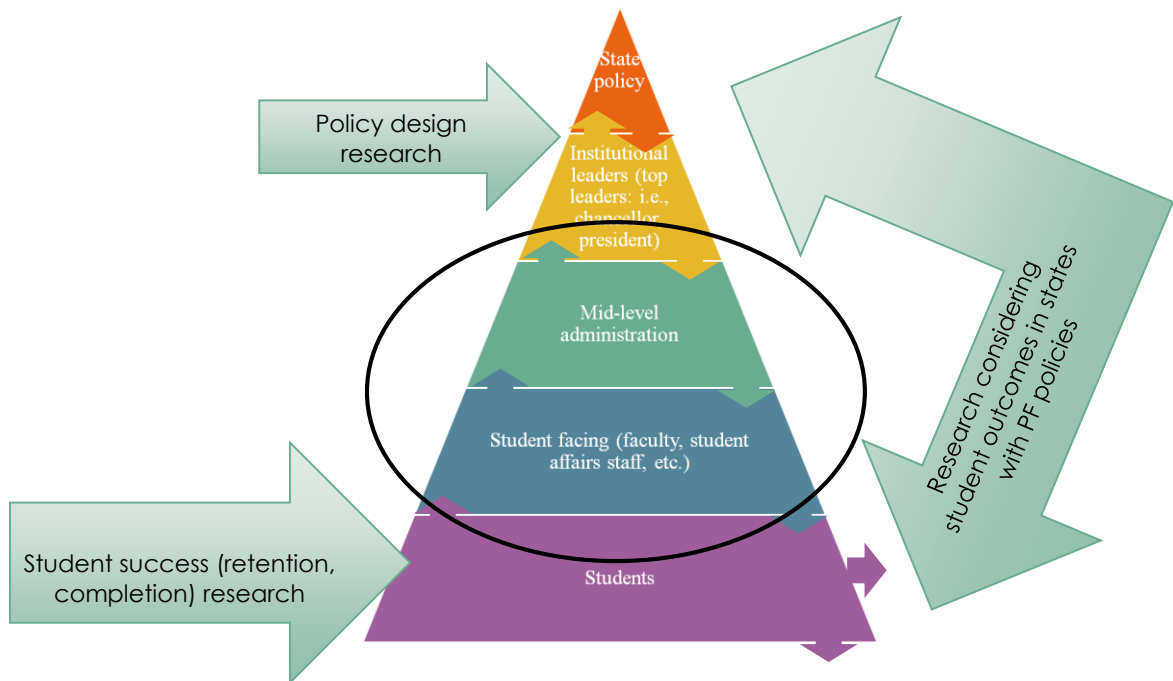 State
policy
Policy design
research
Institutional
leaders (top
leaders: i.e.,
chancellor
president)
Mid-level
administration
Research considering
student outcomes in states
with PF policies
Student facing (faculty, student
affairs staff, etc.)
Student success (retention,
completion) research
Students